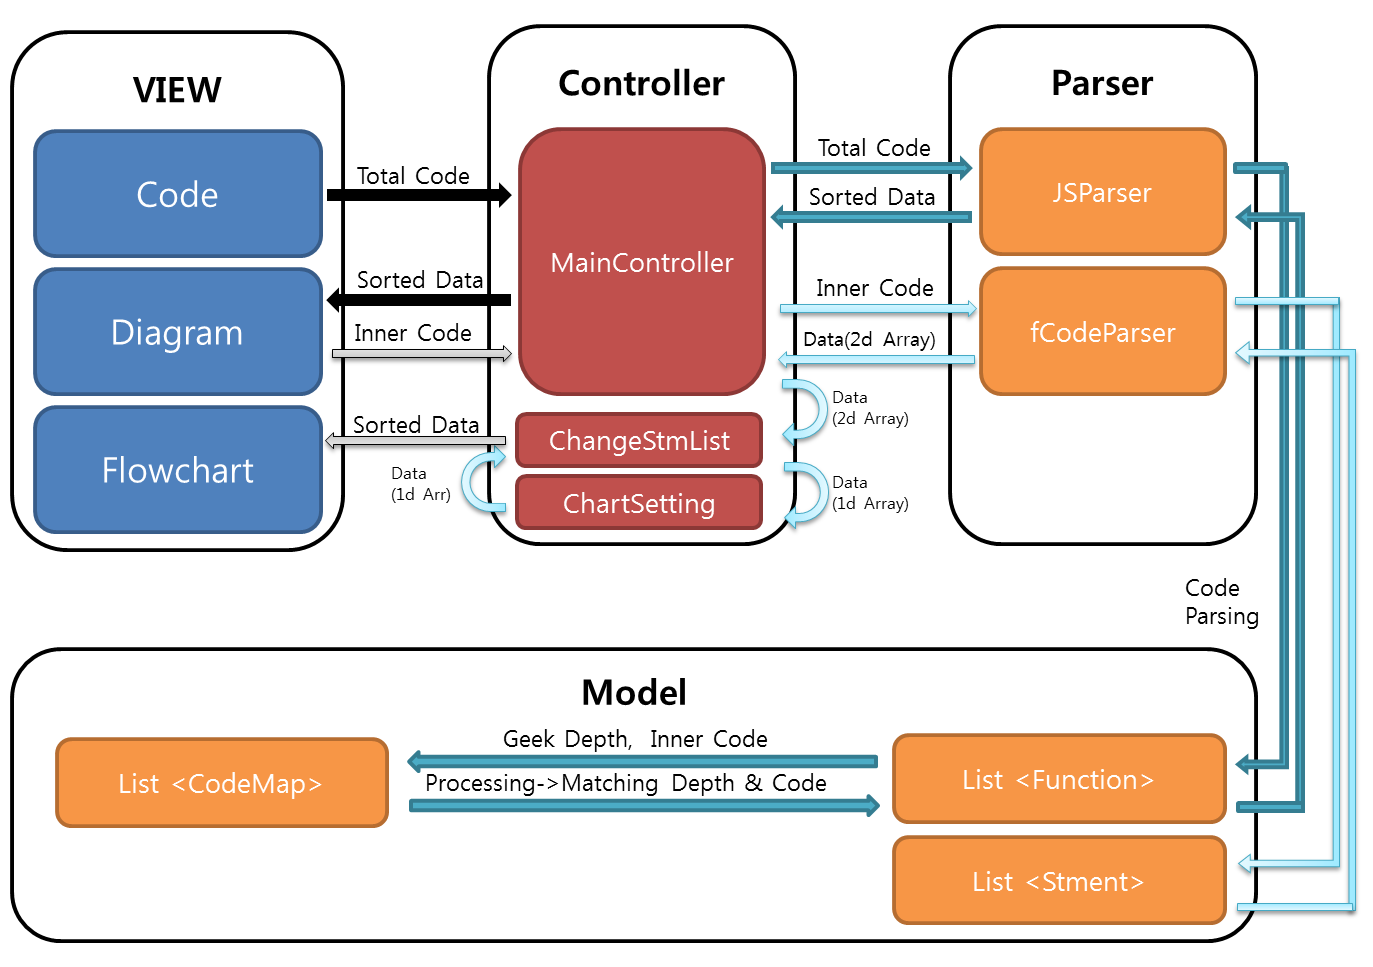 VIEW
Code
Diagram
Flowchart
Total Code
Sorted Data
Inner Code
Sorted Data
Data
(1d Arr)
Controller
MainController
ChangeStmList
ChartSetting
Total Code
Sorted Data
Inner Code
Data(2d Array)
Data
(2d Array)
Data
(1d Array)
Parser
JSParser
fCodeParser
Code
Parsing
Model
List <CodeMap>
Geek Depth, Inner Code
Processing->Matching Depth & Code
List <Function>
List <Stment>